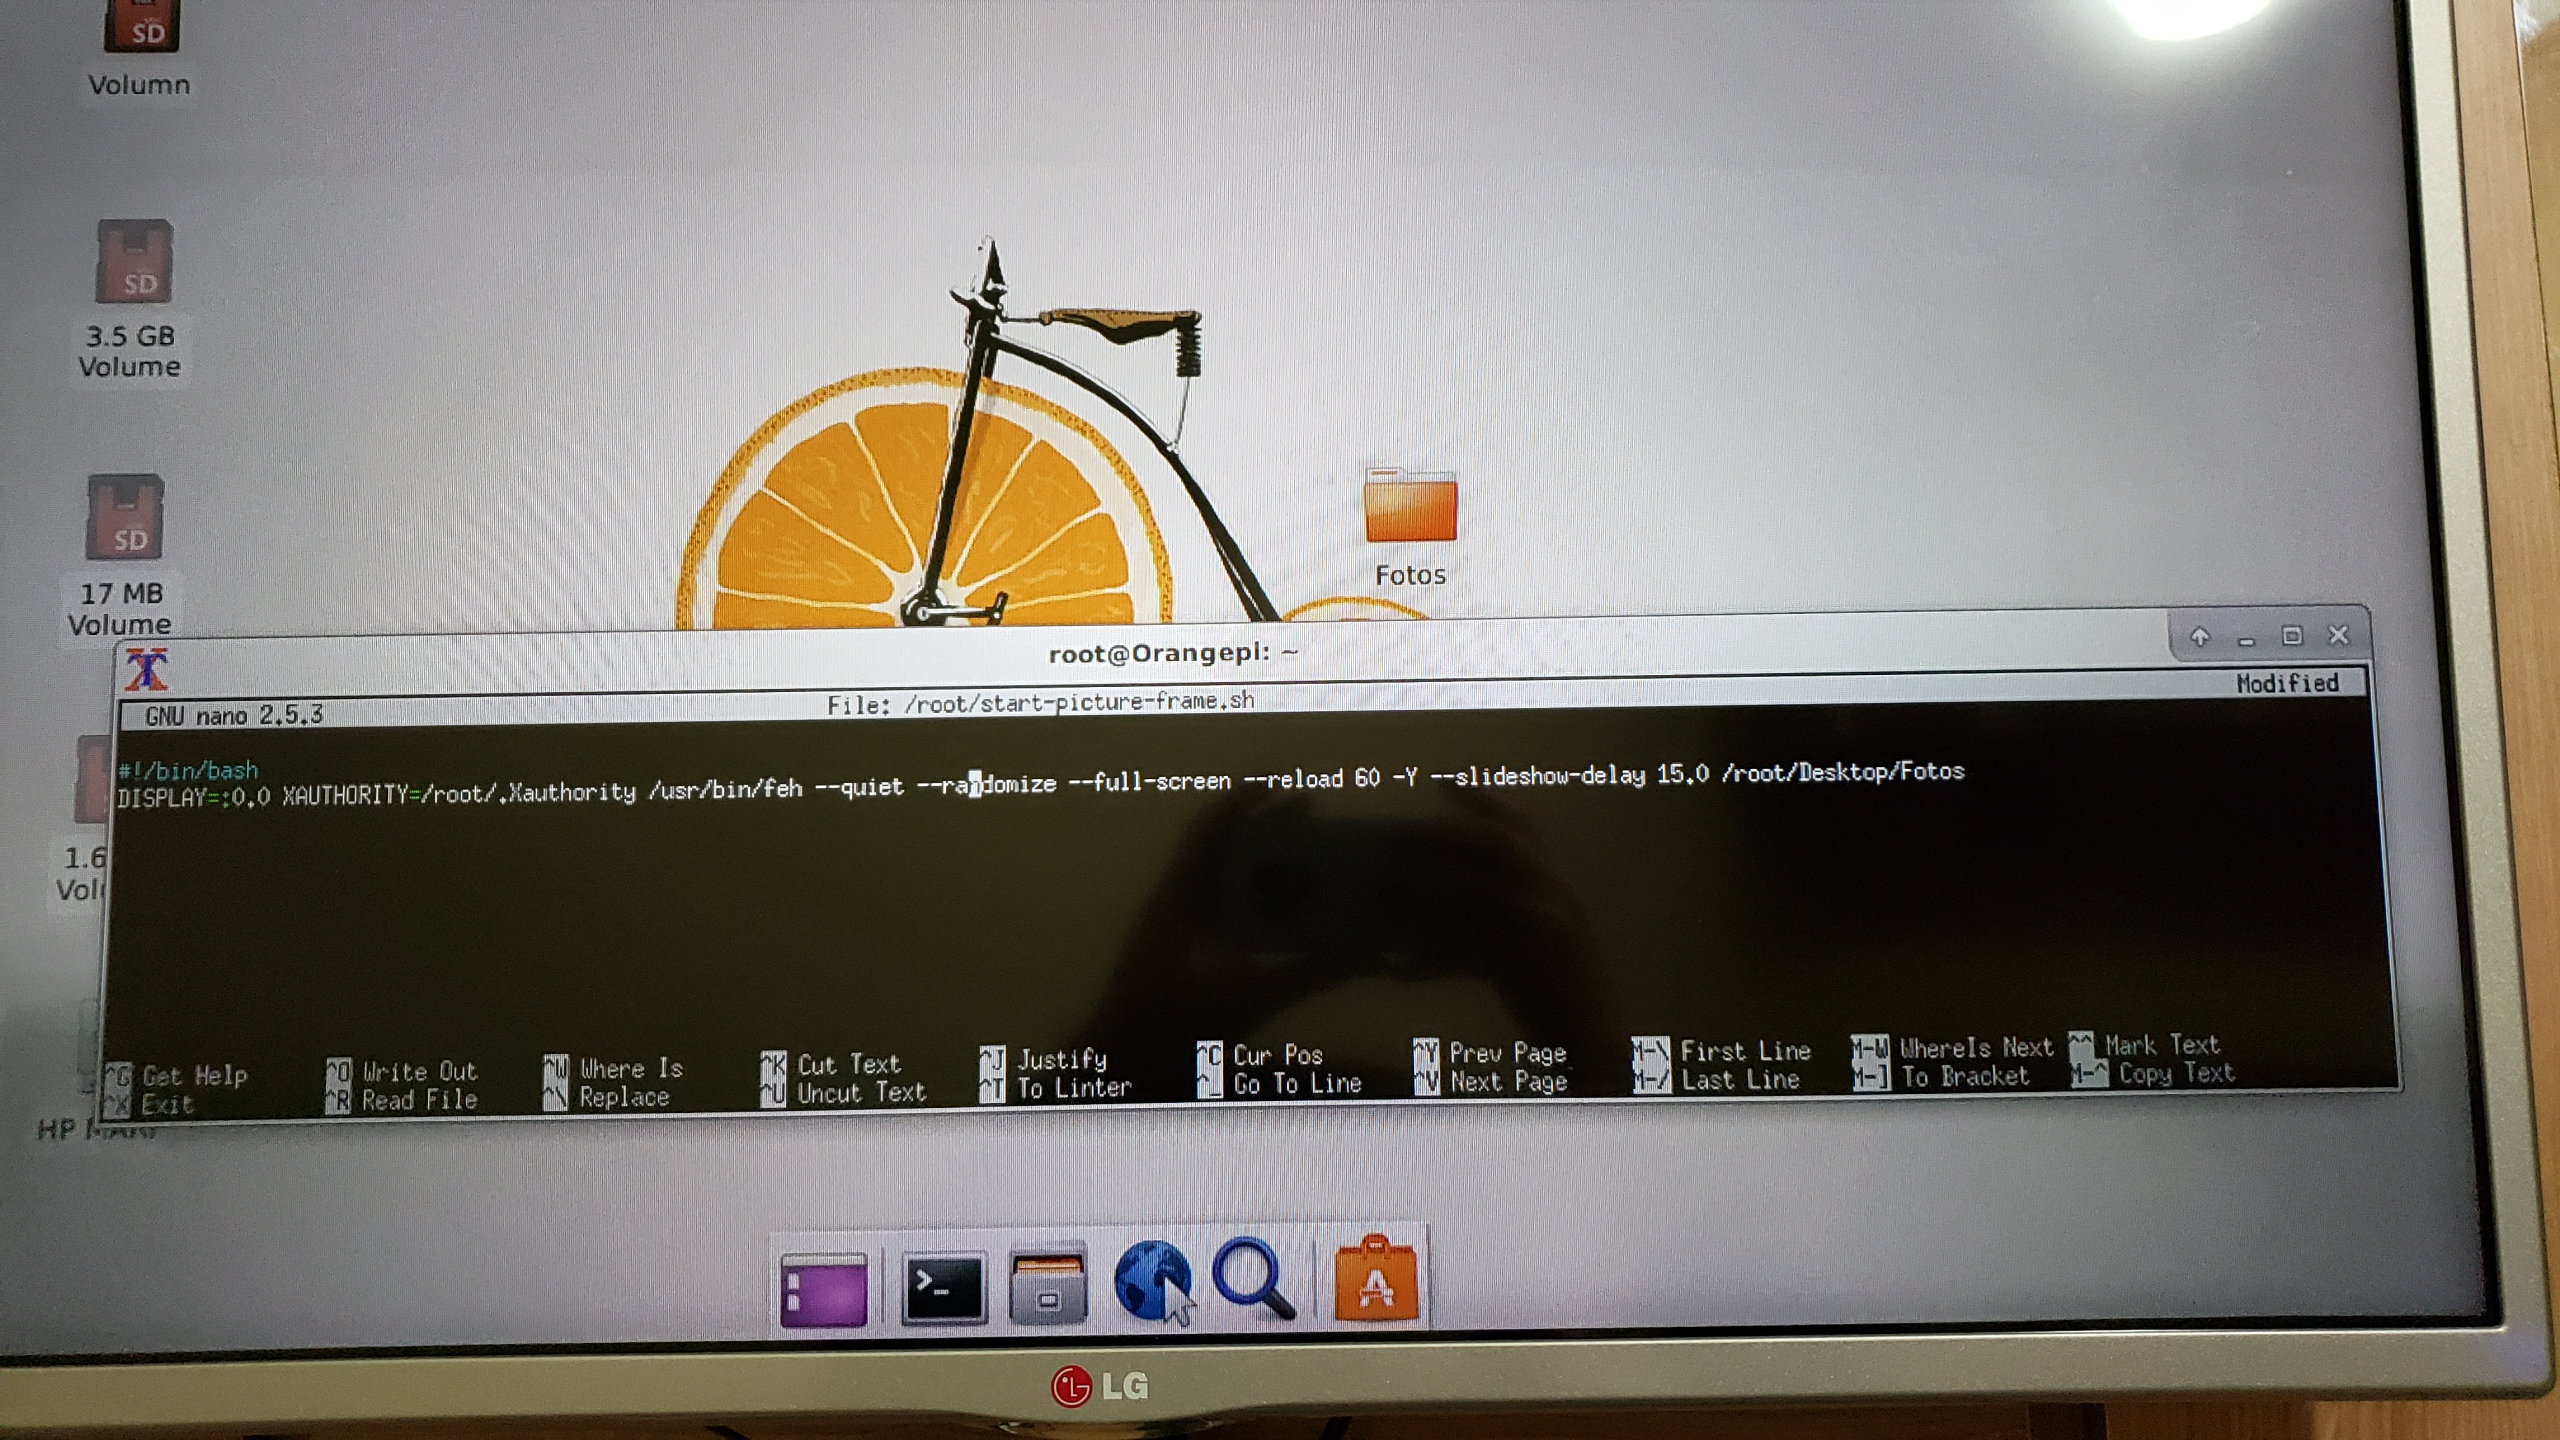 SD
Volumn
SD
3.5 GB
Volume
SD
17 MB
Volume
Fotos
root@Orangepi: ~
GNU nano 2.5.3 File: /root/start-picture-frame.sh Modified
#!/bin/bash
DISPLAY=:0.0 XAUTHORITY=/root/.Xauthority /usr/bin/feh --quiet --randomize --full-screen --reload 60 -Y --slideshow-delay 15.0 /root/Desktop/Fotos
1.6
Vol
^G Get Help ^O Write Out ^W Where Is ^K Cut Text ^J Justify ^C Cur Pos ^Y Prev Page M-\ First Line M-W WhereIs Next ^^ Mark Text
^X Exit ^R Read File ^\ Replace ^U Uncut Text ^T To Linter ^_ Go To Line ^V Next Page M-/ Last Line M-] To Bracket M-^ Copy Text
HP
>_
A
LG